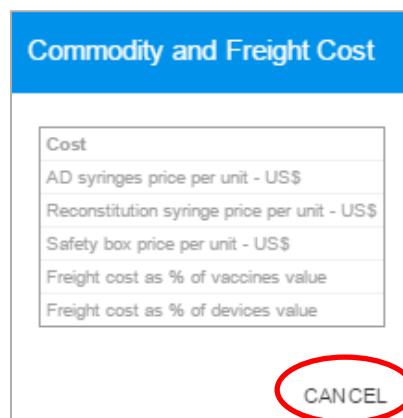 Commodity and Freight Cost
Cost
AD syringes price per unit - US$
Reconstitution syringe price per unit - US$
Safety box price per unit - US$
Freight cost as % of vaccines value
Freight cost as % of devices value
CANCEL